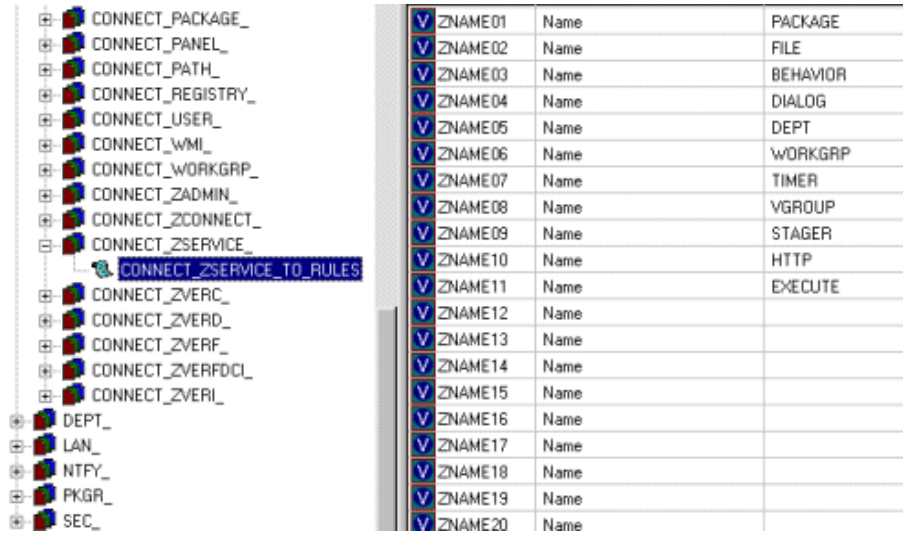 CONNECT_PACKAGE_
CONNECT_PANEL_
CONNECT_PATH_
CONNECT_REGISTRY_
CONNECT_USER_
CONNECT_WMI_
CONNECT_WORKGRP_
CONNECT_ZADMIN_
CONNECT_ZCONNECT_
CONNECT_ZSERVICE_
CONNECT_ZSERVICE_TO_RULES
CONNECT_ZVERC_
CONNECT_ZVERD_
CONNECT_ZVERF_
CONNECT_ZVERFDCI_
CONNECT_ZVERI_
DEPT_
LAN_
NTFY_
PKGR_
SEC_
V ZNAME01 Name PACKAGE
V ZNAME02 Name FILE
V ZNAME03 Name BEHAVIOR
V ZNAME04 Name DIALOG
V ZNAME05 Name DEPT
V ZNAME06 Name WORKGRP
V ZNAME07 Name TIMER
V ZNAME08 Name VGROUP
V ZNAME09 Name STAGER
V ZNAME10 Name HTTP
V ZNAME11 Name EXECUTE
V ZNAME12 Name
V ZNAME13 Name
V ZNAME14 Name
V ZNAME15 Name
V ZNAME16 Name
V ZNAME17 Name
V ZNAME18 Name
V ZNAME19 Name
V ZNAME20 Name